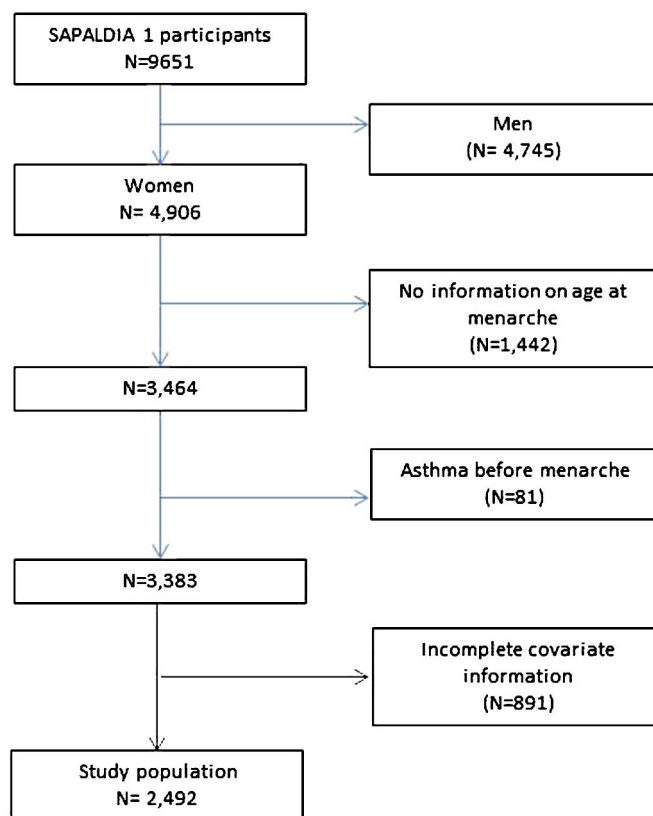 SAPALDIA 1 participants
N=9651
Men
(N= 4,745)
Women
N= 4,906
No information on age at
menarche
(N=1,442)
N=3,464
Asthma before menarche
(N=81)
N=3,383
Incomplete covariate
information
(N=891)
Study population
N= 2,492